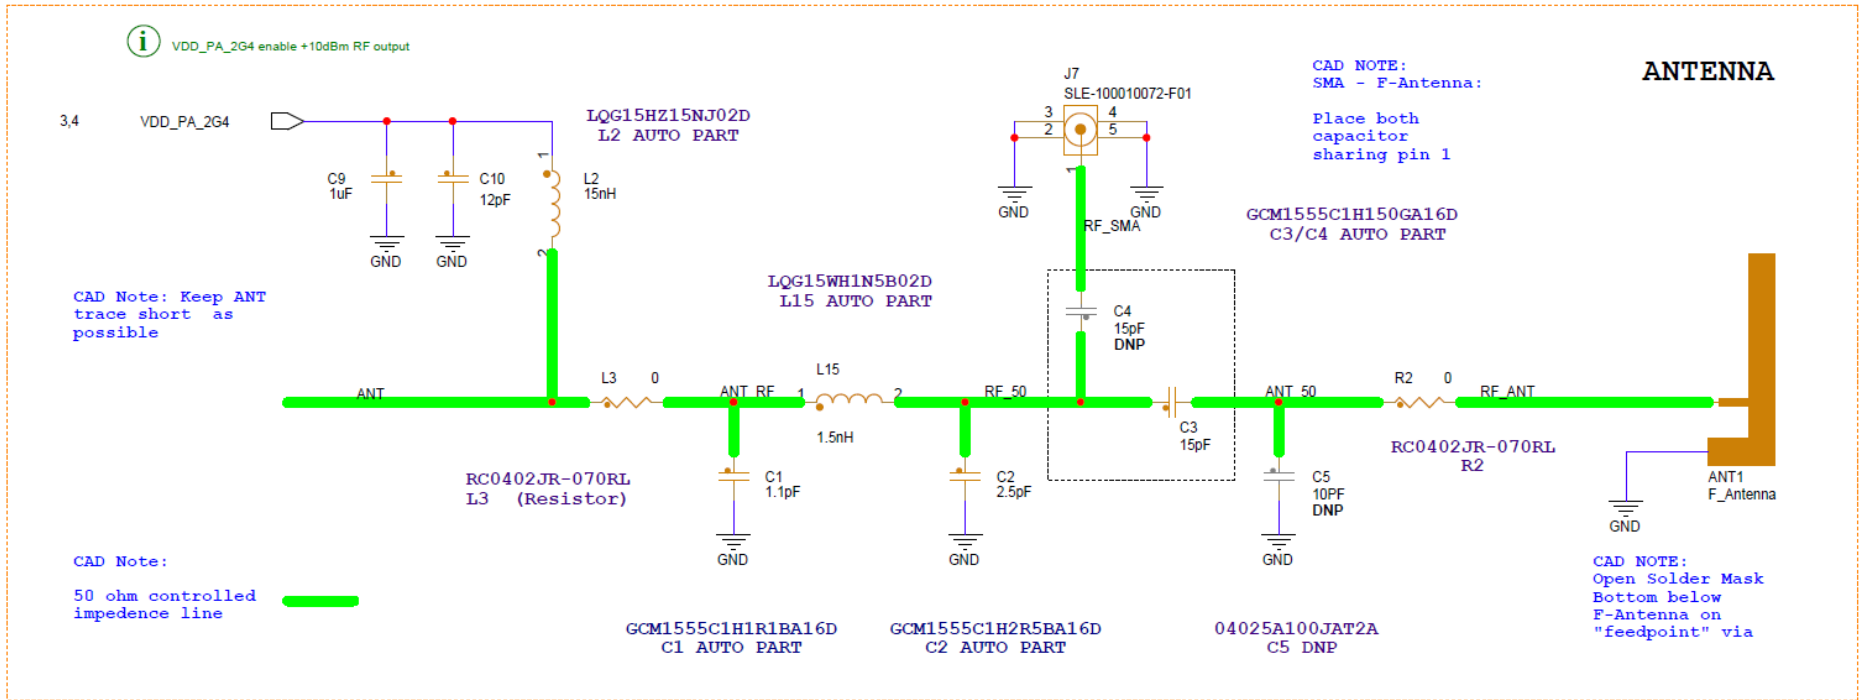 VDD_PA_2G4 enable +10dBm RF output
ANTENNA
CAD NOTE:
SMA - F-Antenna:
Place both
capacitor
sharing pin 1
J7
SLE-100010072-F01
3
2
4
5
1
GND
GND
RF_SMA
3,4
VDD_PA_2G4
LQG15HZ15NJ02D
L2 AUTO PART
C9
1uF
C10
12pF
1
L2
15nH
2
GND
GND
GCM1555C1H150GA16D
C3/C4 AUTO PART
LQG15WH1N5B02D
L15 AUTO PART
CAD Note: Keep ANT
trace short as
possible
C4
15pF
DNP
ANT
L3
0
ANT_RF
1
L15
2
1.5nH
RF_50
C3
15pF
ANT_50
R2
0
RF_ANT
RC0402JR-070RL
L3 (Resistor)
C1
1.1pF
GND
C2
2.5pF
GND
C5
10PF
DNP
GND
RC0402JR-070RL
R2
ANT1
F_Antenna
GND
CAD Note:
50 ohm controlled
impedence line
CAD NOTE:
Open Solder Mask
Bottom below
F-Antenna on
"feedpoint" via
GCM1555C1H1R1BA16D
C1 AUTO PART
GCM1555C1H2R5BA16D
C2 AUTO PART
04025A100JAT2A
C5 DNP